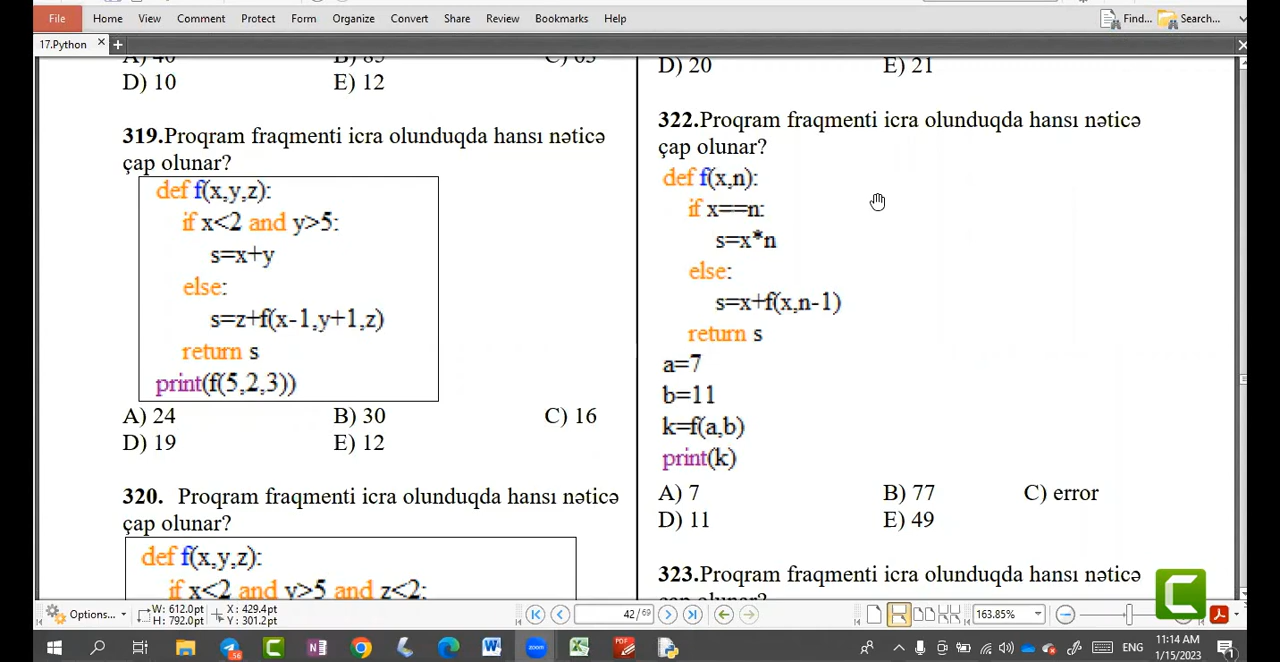 File Home View Comment Protect Form Organize Convert Share Review Bookmarks Help Find... Search...
17.Python
D) 10 E) 12
319.Proqram fraqmenti icra olunduqda hansı nəticə
çap olunar?
def f(x,y,z):
if x<2 and y>5:
s=x+y
else:
s=z+f(x-1,y+1,z)
return s
print(f(5,2,3))
A) 24 B) 30 C) 16
D) 19 E) 12
320. Proqram fraqmenti icra olunduqda hansı nəticə
çap olunar?
def f(x,y,z):
if x<2 and y>5 and z<2:
D) 20 E) 21
322.Proqram fraqmenti icra olunduqda hansı nəticə
çap olunar?
def f(x,n):
if x==n:
s=x*n
else:
s=x+f(x,n-1)
return s
a=7
b=11
k=f(a,b)
print(k)
A) 7 B) 77 C) error
D) 11 E) 49
323.Proqram fraqmenti icra olunduqda hansı nəticə
Options... W: 612.0pt X: 429.4pt 42 / 69 163.85%
H: 792.0pt Y: 301.2pt
ENG 11:14 AM
1/15/2023